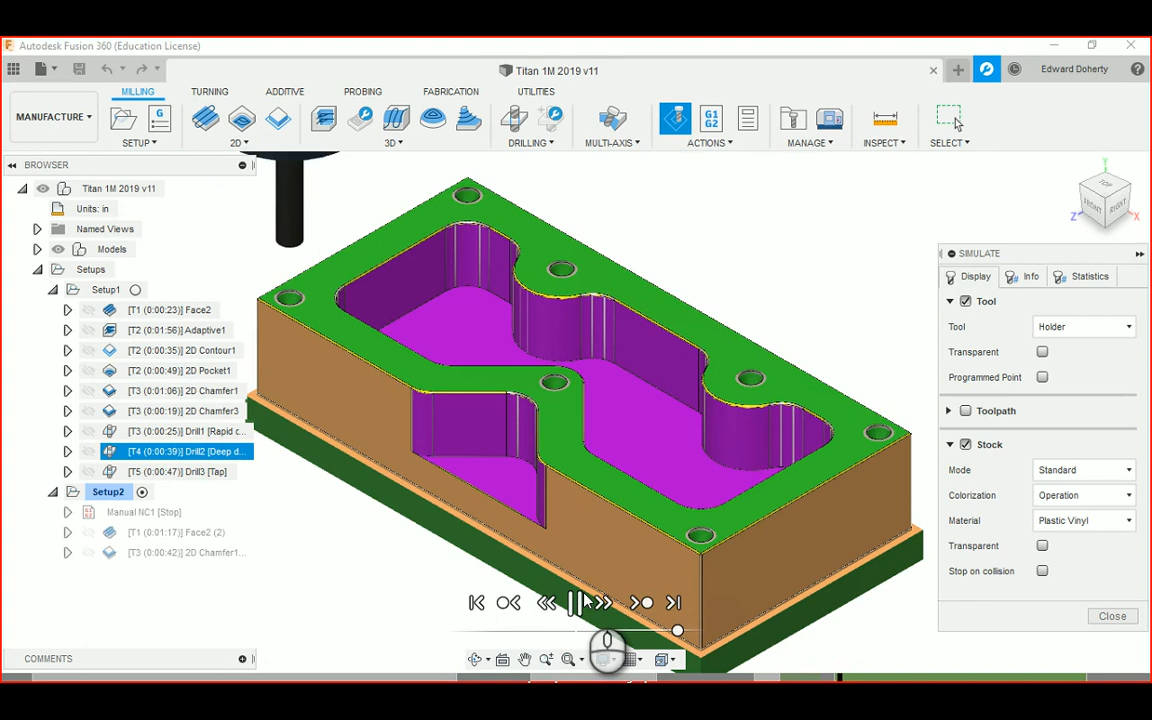 Autodesk Fusion 360 (Education License)
Titan 1M 2019 v11
Edward Doherty
MILLING TURNING ADDITIVE PROBING FABRICATION UTILITIES
MANUFACTURE
G
G1
G2
SETUP 2D 3D DRILLING MULTI-AXIS ACTIONS MANAGE INSPECT SELECT
BROWSER
Titan 1M 2019 v11
Units: in
Named Views
Models
Setups
Setup1
[T1 (0:00:23)] Face2
[T2 (0:01:56)] Adaptive1
[T2 (0:00:35)] 2D Contour1
[T2 (0:00:49)] 2D Pocket1
[T3 (0:01:06)] 2D Chamfer1
[T3 (0:00:19)] 2D Chamfer3
[T3 (0:00:25)] Drill1 [Rapid c...
[T4 (0:00:39)] Drill2 [Deep d...
[T5 (0:00:47)] Drill3 [Tap]
Setup2
Manual NC1 [Stop]
[T1 (0:01:17)] Face2 (2)
[T3 (0:00:42)] 2D Chamfer1...
COMMENTS
Y
TOP
FRONT
RIGHT
Z
X
SIMULATE
Display Info Statistics
Tool
Tool Holder
Transparent
Programmed Point
Toolpath
Stock
Mode Standard
Colorization Operation
Material Plastic Vinyl
Transparent
Stop on collision
Close